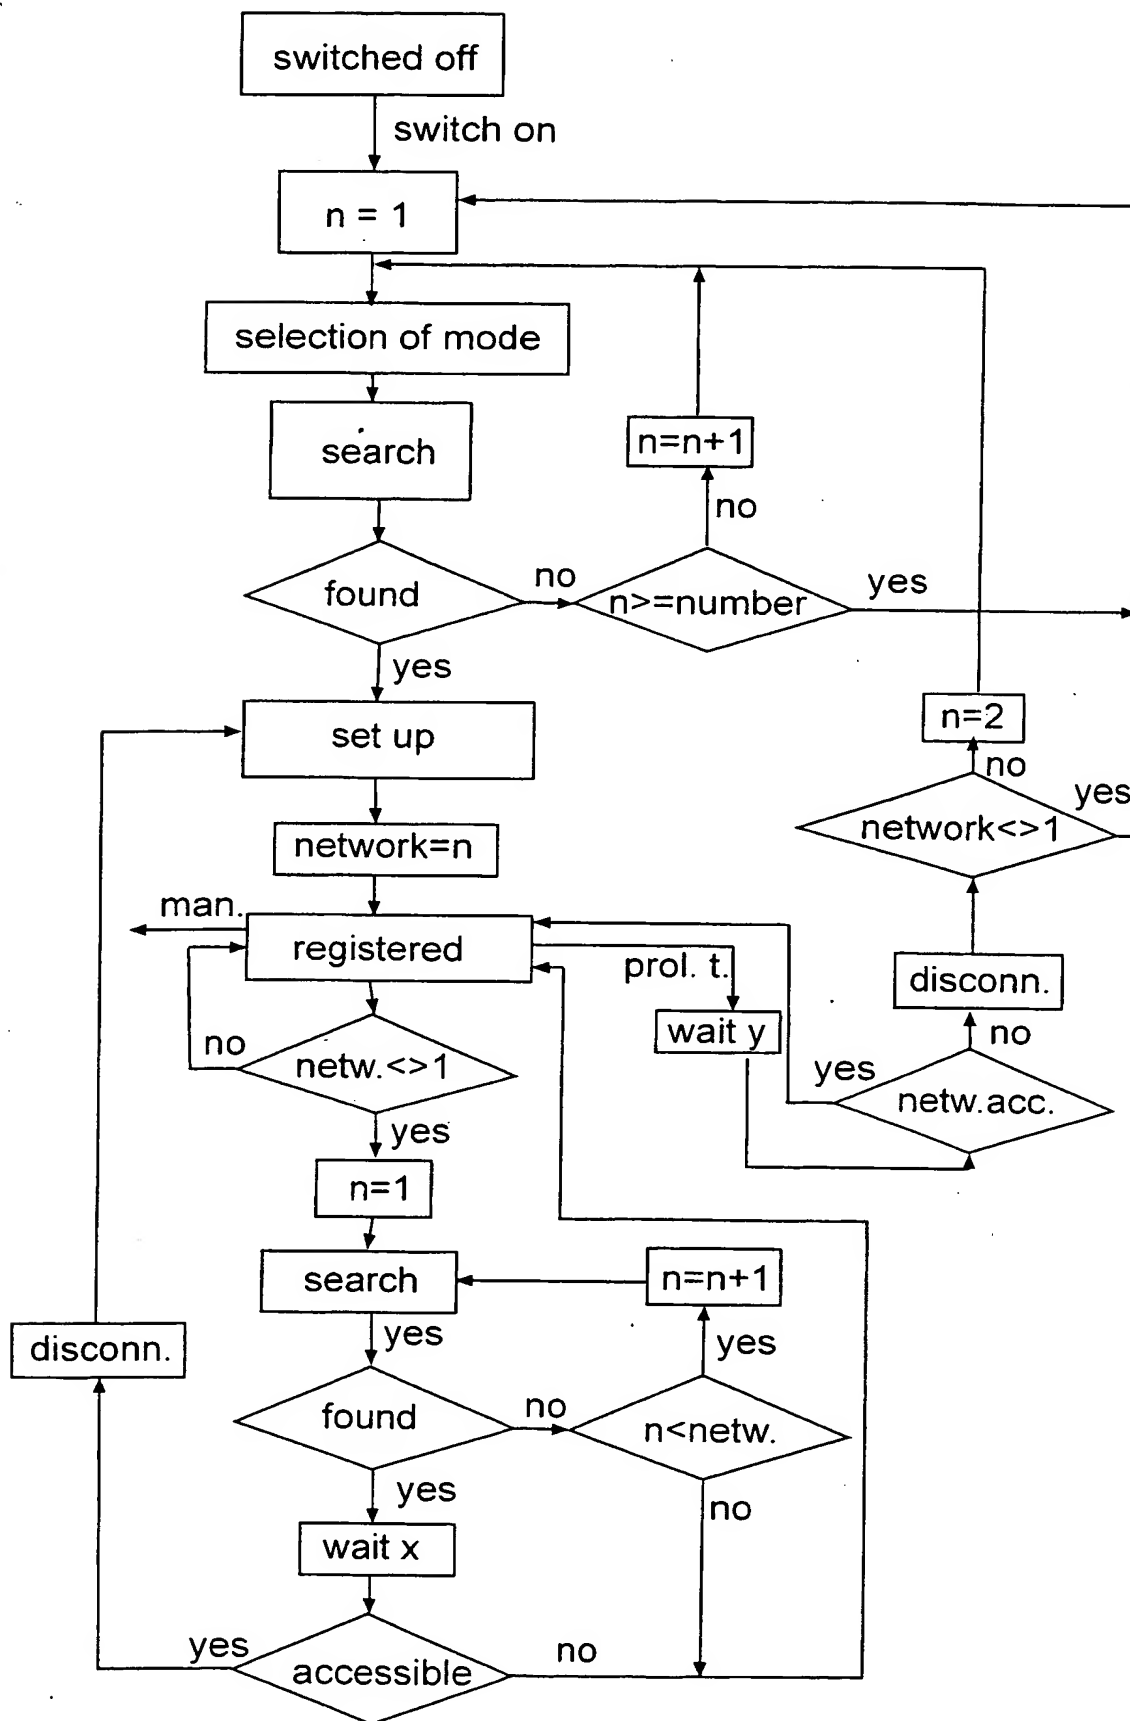 switched off
switch on
n = 1
selection of mode
search
n=n+1
no
found
no
n>=number
yes
yes
set up
n=2
no
yes
network<>1
network=n
man.
registered
prol. t.
disconn.
wait y
no
no
netw.<>1
yes
netw.acc.
yes
n=1
search
n=n+1
yes
yes
disconn.
found
no
n<netw.
yes
no
wait x
yes
no
accessible